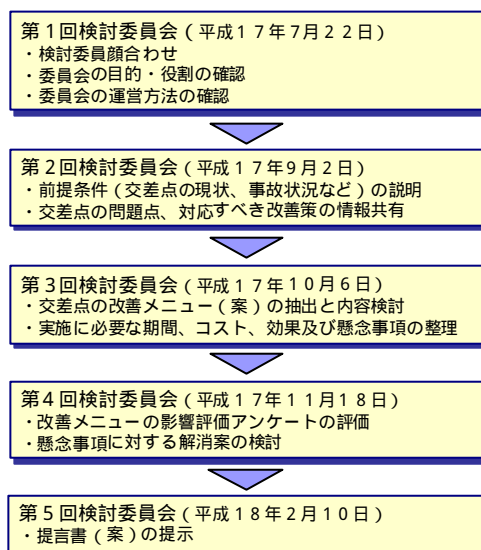 第１回検討委員会（平成１７年７月２２日）
・検討委員顔合わせ
・委員会の目的・役割の確認
・委員会の運営方法の確認
第２回検討委員会（平成１７年９月２日）
・前提条件（交差点の現状、事故状況など）の説明
・交差点の問題点、対応すべき改善策の情報共有
第３回検討委員会（平成１７年１０月６日）
・交差点の改善メニュー（案）の抽出と内容検討
・実施に必要な期間、コスト、効果及び懸念事項の整理
第４回検討委員会（平成１７年１１月１８日）
・改善メニューの影響評価アンケートの評価
・懸念事項に対する解消案の検討
第５回検討委員会（平成１８年２月１０日）
・提言書（案）の提示